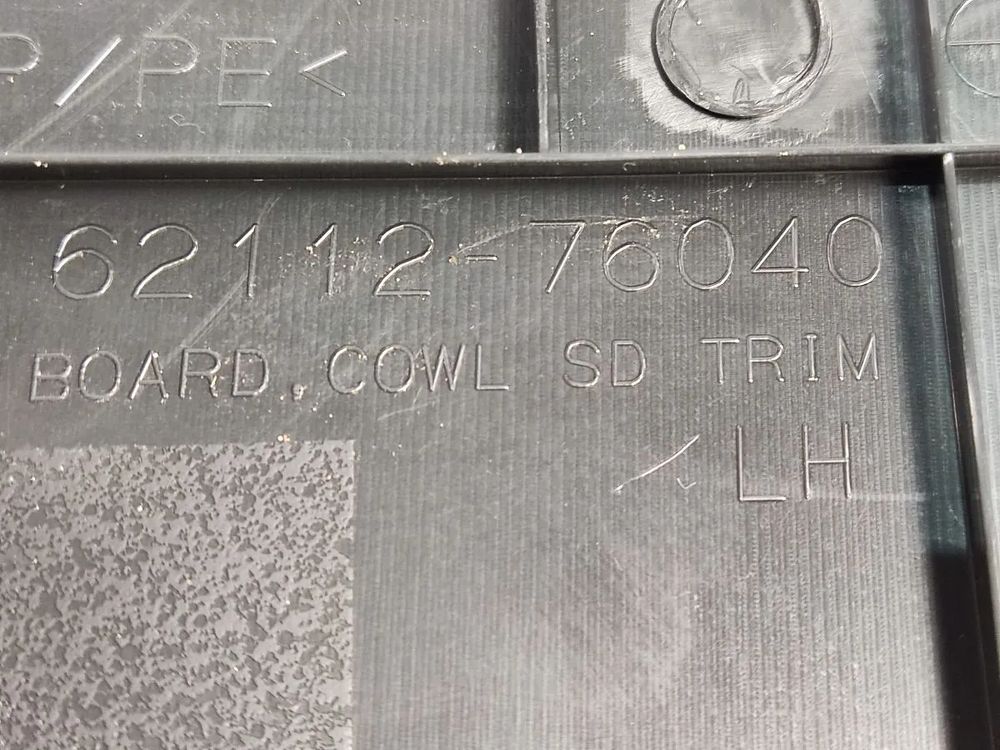 P/PE<
62112-76040
BOARD, COWL SD TRIM
LH